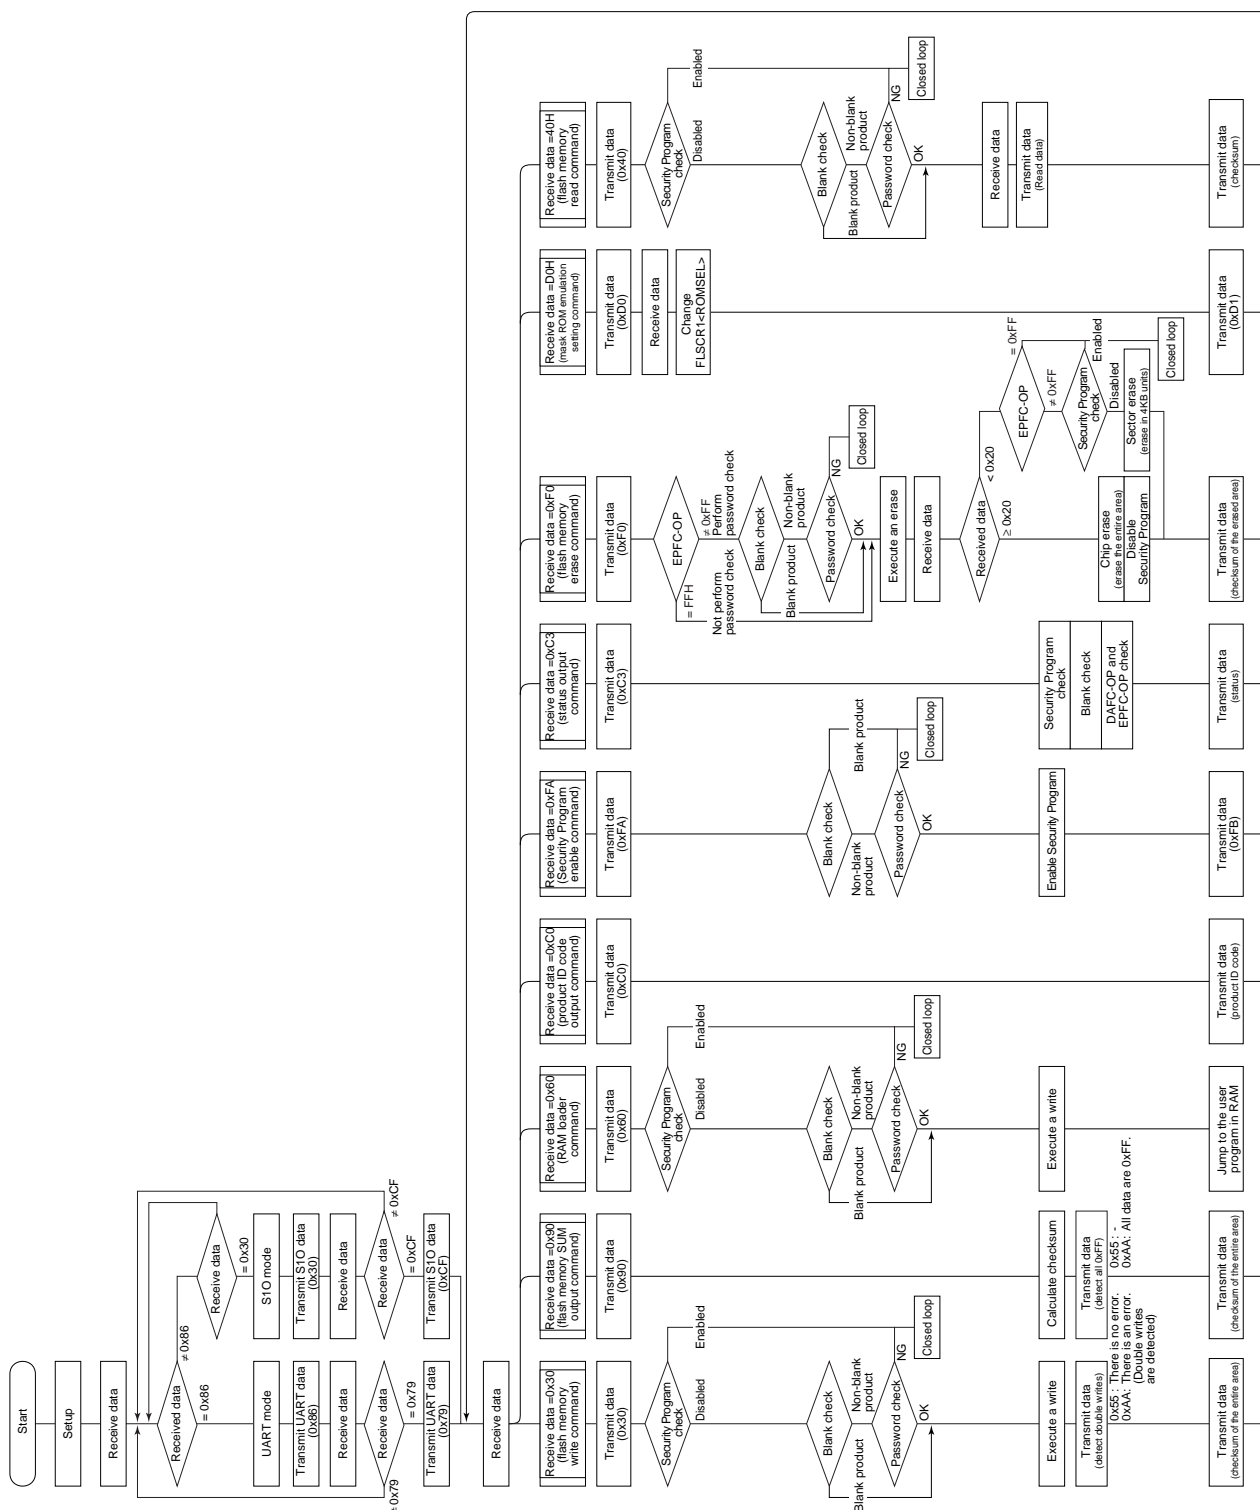 Start
Setup
Receive data
Received data
≠ 0x86
= 0x86
UART mode
Transmit UART data
(0x86)
Receive data
Receive data
≠ 0x79
= 0x79
Transmit UART data
(0x79)
Receive data
= 0x30
S1O mode
Transmit S1O data
(0x30)
Receive data
Receive data
≠ 0xCF
= 0xCF
Transmit S1O data
(0xCF)
Receive data
Receive data =0x30
(flash memory
write command)
Transmit data
(0x30)
Security Program
check
Enabled
Disabled
Blank check
Blank product
Non-blank
product
Password check
NG
OK
Closed loop
Execute a write
Transmit data
(detect double writes)
0x55 : There is no error.
0xAA: There is an error.
(Double writes
are detected)
Transmit data
(checksum of the entire area)
Receive data =0x90
(flash memory SUM
output command)
Transmit data
(0x90)
Calculate checksum
Transmit data
(detect all 0xFF)
0x55 : -
0xAA: All data are 0xFF.
Transmit data
(checksum of the entire area)
Receive data =0x60
(RAM loader
command)
Transmit data
(0x60)
Security Program
check
Enabled
Disabled
Blank check
Blank product
Non-blank
product
Password check
NG
OK
Closed loop
Execute a write
Jump to the user
program in RAM
Receive data =0xC0
(product ID code
output command)
Transmit data
(0xC0)
Transmit data
(product ID code)
Receive data =0xFA
(Security Program
enable command)
Transmit data
(0xFA)
Blank check
Blank product
Non-blank
product
Password check
NG
OK
Closed loop
Enable Security Program
Transmit data
(0xFB)
Receive data =0xC3
(status output
command)
Transmit data
(0xC3)
Security Program
check
Blank check
DAFC-OP and
EPFC-OP check
Transmit data
(status)
Receive data =0xF0
(flash memory
erase command)
Transmit data
(0xF0)
EPFC-OP
= FFH
≠ 0xFF
Not perform
password check
Perform
password check
Blank check
Blank product
Non-blank
product
Password check
NG
OK
Closed loop
Execute an erase
Receive data
Received data
< 0x20
≥ 0x20
EPFC-OP
= 0xFF
≠ 0xFF
Security Program
check
Enabled
Disabled
Closed loop
Sector erase
(erase in 4KB units)
Chip erase
(erase the entire area)
Disable
Security Program
Transmit data
(checksum of the erased area)
Receive data =D0H
(mask ROM emulation
setting command)
Transmit data
(0xD0)
Receive data
Change
FLSCR1<ROMSEL>
Transmit data
(0xD1)
Receive data =40H
(flash memory
read command)
Transmit data
(0x40)
Security Program
check
Enabled
Disabled
Blank check
Blank product
Non-blank
product
Password check
NG
OK
Closed loop
Receive data
Transmit data
(Read data)
Transmit data
(checksum)